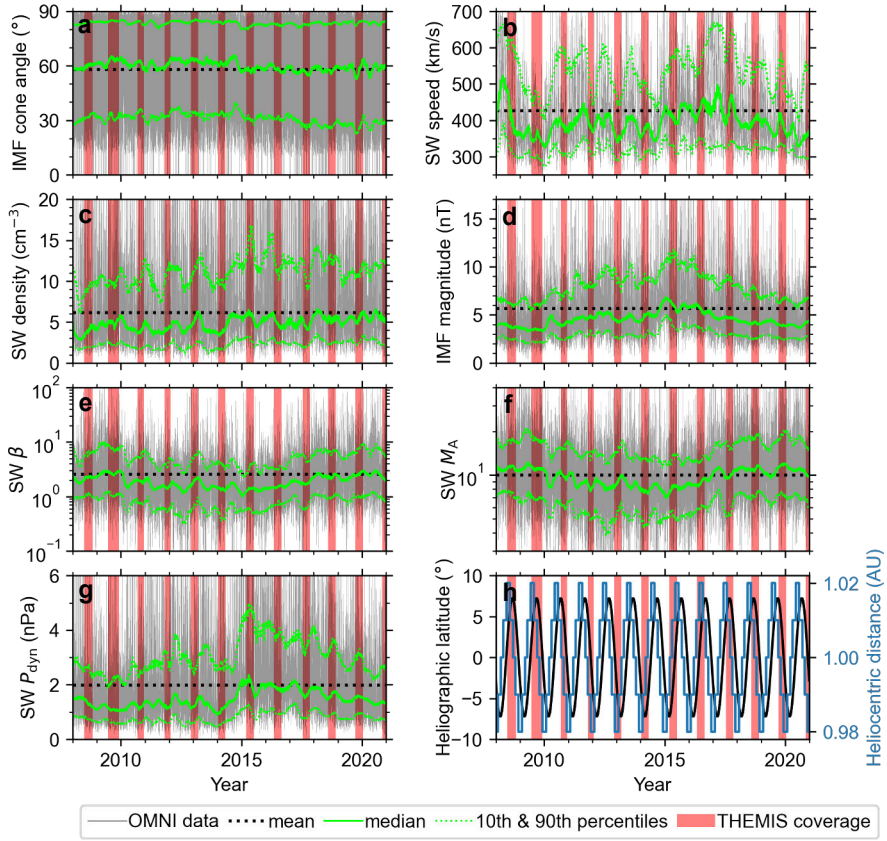 a
IMF cone angle (°)
90
60
30
0
b
SW speed (km/s)
700
600
500
400
300
c
SW density (cm⁻³)
20
15
10
5
0
d
IMF magnitude (nT)
15
10
5
0
e
SW β
10²
10¹
10⁰
10⁻¹
f
SW M_A
10¹
g
SW P_dyn (nPa)
6
4
2
0
2010
2015
2020
Year
h
Heliographic latitude (°)
10
5
0
−5
−10
1.02
1.00
0.98
Heliocentric distance (AU)
2010
2015
2020
Year
OMNI data
mean
median
10th & 90th percentiles
THEMIS coverage